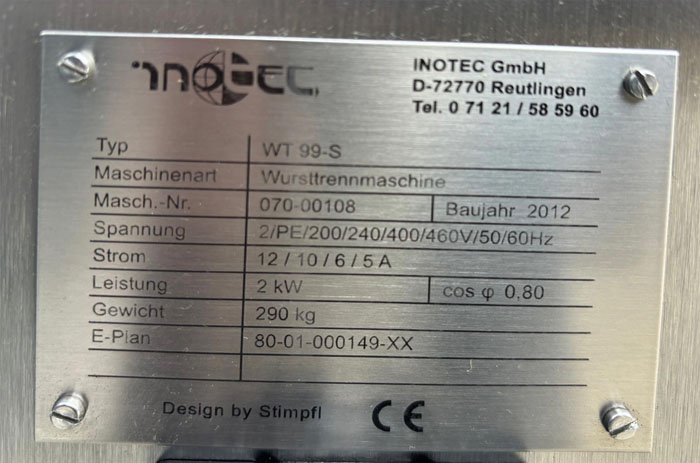 INOTEC
INOTEC GmbH
D-72770 Reutlingen
Tel. 0 71 21 / 58 59 60
Typ WT 99-S
Maschinenart Wursttrennmaschine
Masch.-Nr. 070-00108 Baujahr 2012
Spannung 2/PE/200/240/400/460V/50/60Hz
Strom 12 / 10 / 6 / 5 A
Leistung 2 kW cos φ 0,80
Gewicht 290 kg
E-Plan 80-01-000149-XX
Design by Stimpfl CE